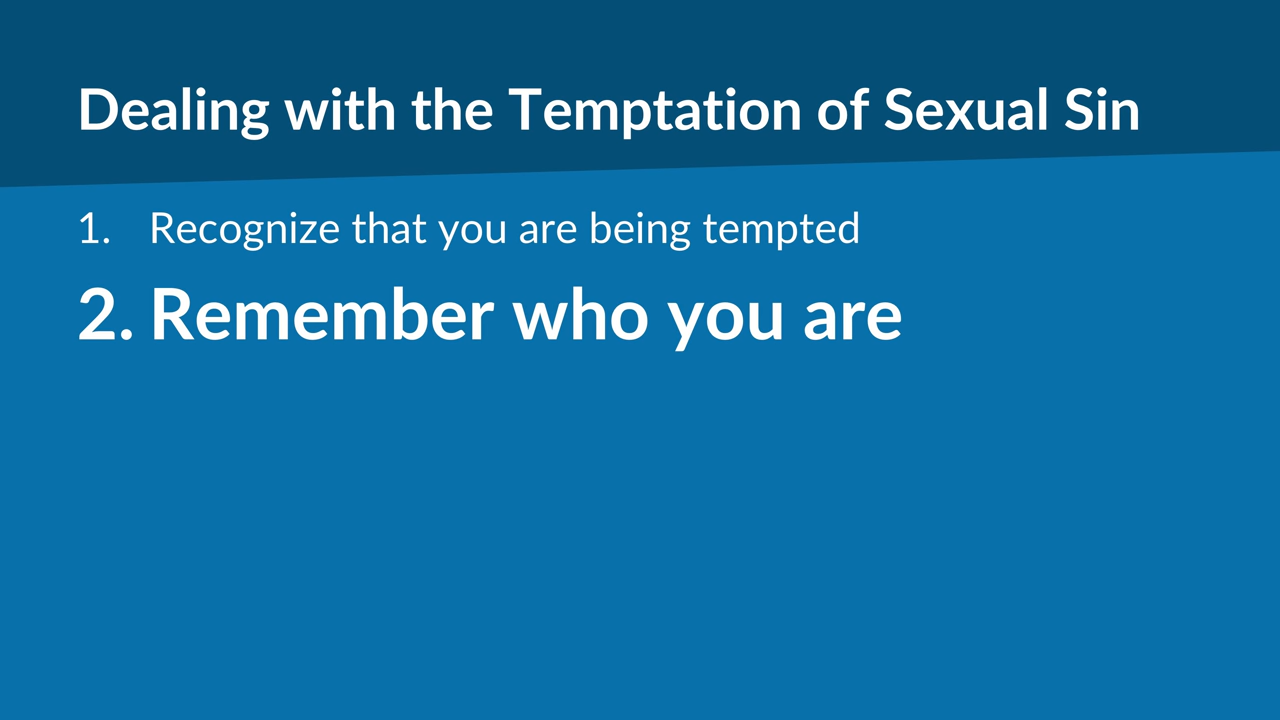 Dealing with the Temptation of Sexual Sin
1. Recognize that you are being tempted
2. Remember who you are